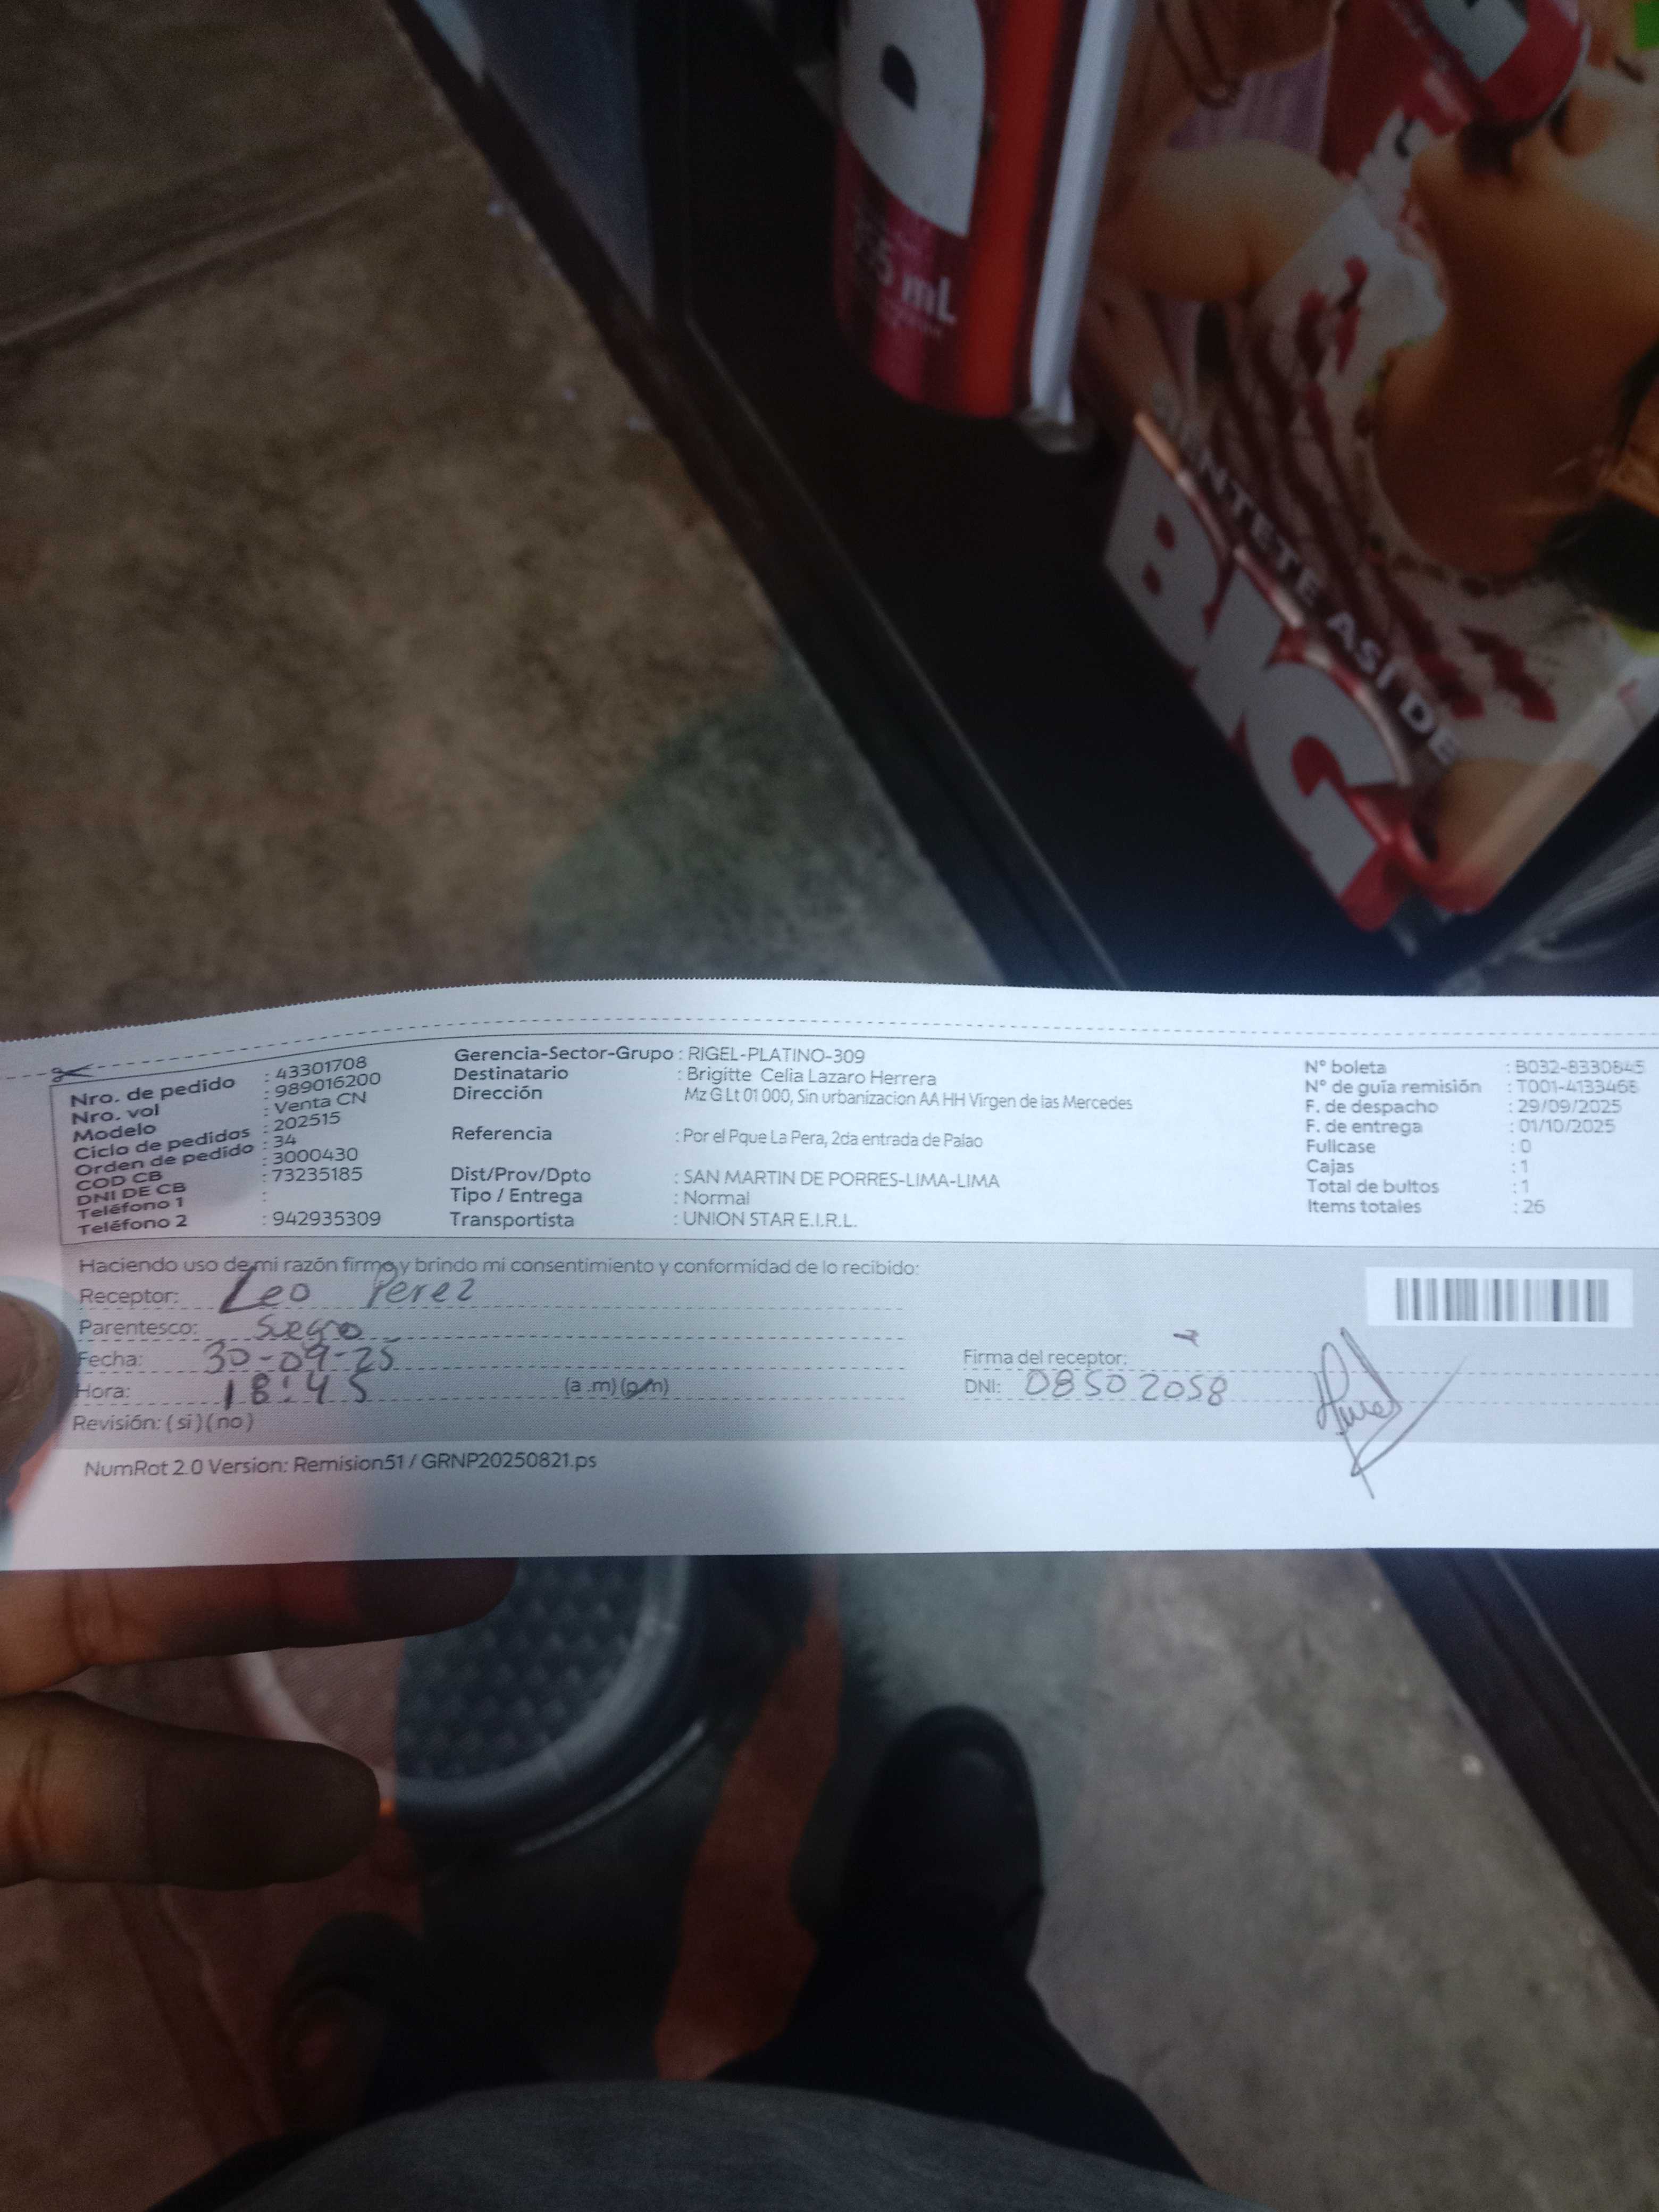 75 mL
NTETE ASI DE
BIG
Nro. de pedido : 43301708
Nro. vol : 989016200
Modelo : Venta CN
Ciclo de pedidos : 202515
Orden de pedido : 34
COD CB : 3000430
DNI DE CB : 73235185
Teléfono 1 :
Teléfono 2 : 942935309
Gerencia-Sector-Grupo : RIGEL-PLATINO-309
Destinatario : Brigitte Celia Lazaro Herrera
Dirección Mz G Lt 01 000, Sin urbanizacion AA HH Virgen de las Mercedes
Referencia : Por el Pque La Pera, 2da entrada de Palao
Dist/Prov/Dpto : SAN MARTIN DE PORRES-LIMA-LIMA
Tipo / Entrega : Normal
Transportista : UNION STAR E.I.R.L.
N° boleta : B032-8330845
N° de guía remisión : T001-4133466
F. de despacho : 29/09/2025
F. de entrega : 01/10/2025
Fullcase : 0
Cajas : 1
Total de bultos : 1
Items totales : 26
Haciendo uso de mi razón firmo y brindo mi consentimiento y conformidad de lo recibido:
Receptor: Leo Perez
Parentesco: Suegro
Fecha: 30-09-25
Hora: 18:45 (a .m) (p/m)
Revisión: ( si ) ( no )
Firma del receptor:
DNI: 08502058
NumRot 2.0 Version: Remision51 / GRNP20250821.ps